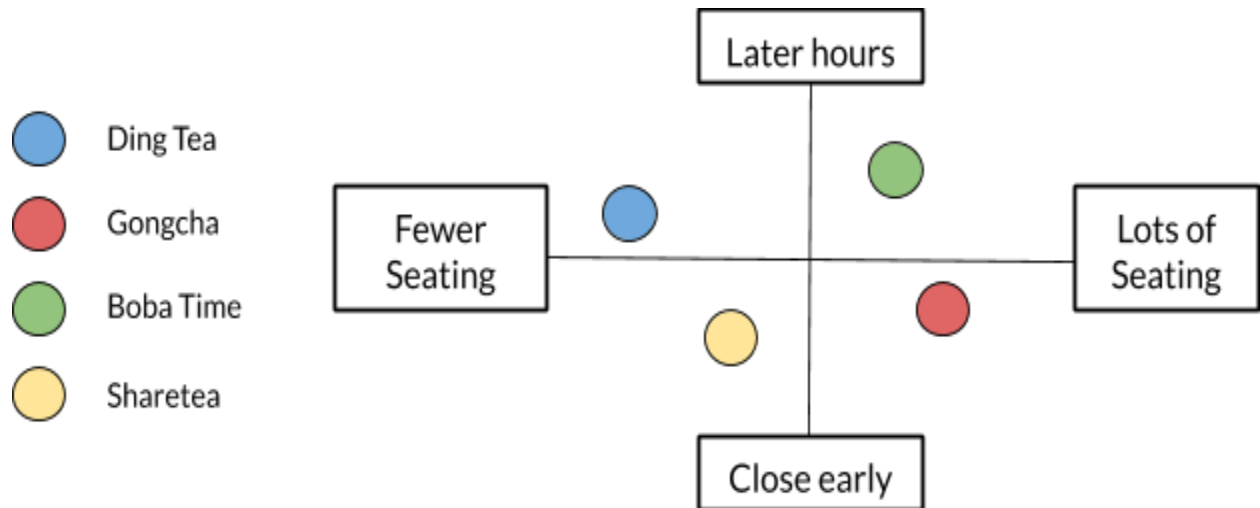 Later hours
Ding Tea
Gongcha
Boba Time
Sharetea
Fewer
Seating
Lots of
Seating
Close early